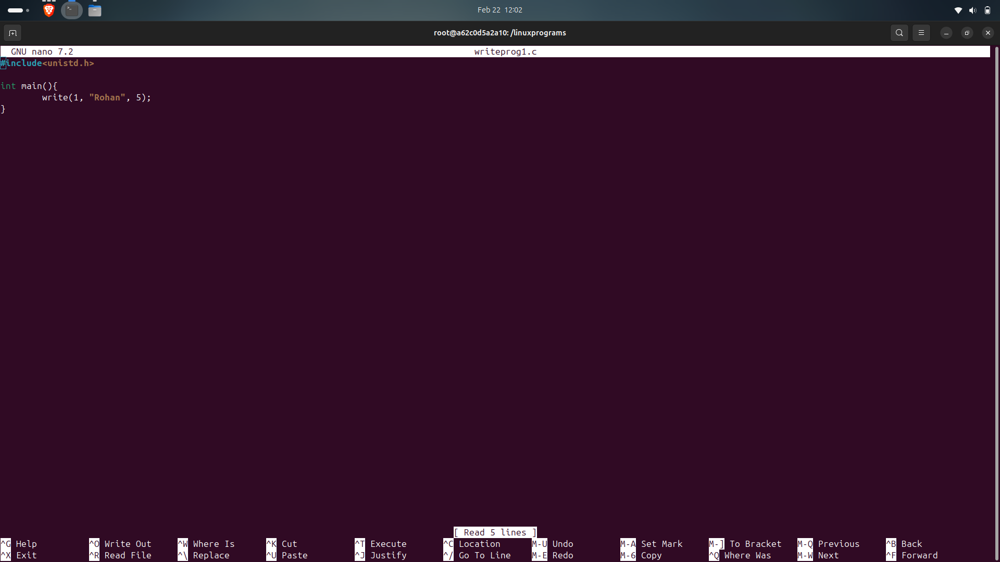 Feb 22 12:02
root@a62c0d5a2a10: /linuxprograms
GNU nano 7.2 writeprog1.c
#include<unistd.h>
int main(){
write(1, "Rohan", 5);
}
[ Read 5 lines ]
^G Help ^O Write Out ^W Where Is ^K Cut ^T Execute ^C Location M-U Undo M-A Set Mark M-] To Bracket M-Q Previous ^B Back
^X Exit ^R Read File ^\ Replace ^U Paste ^J Justify ^/ Go To Line M-E Redo M-6 Copy ^Q Where Was M-W Next ^F Forward